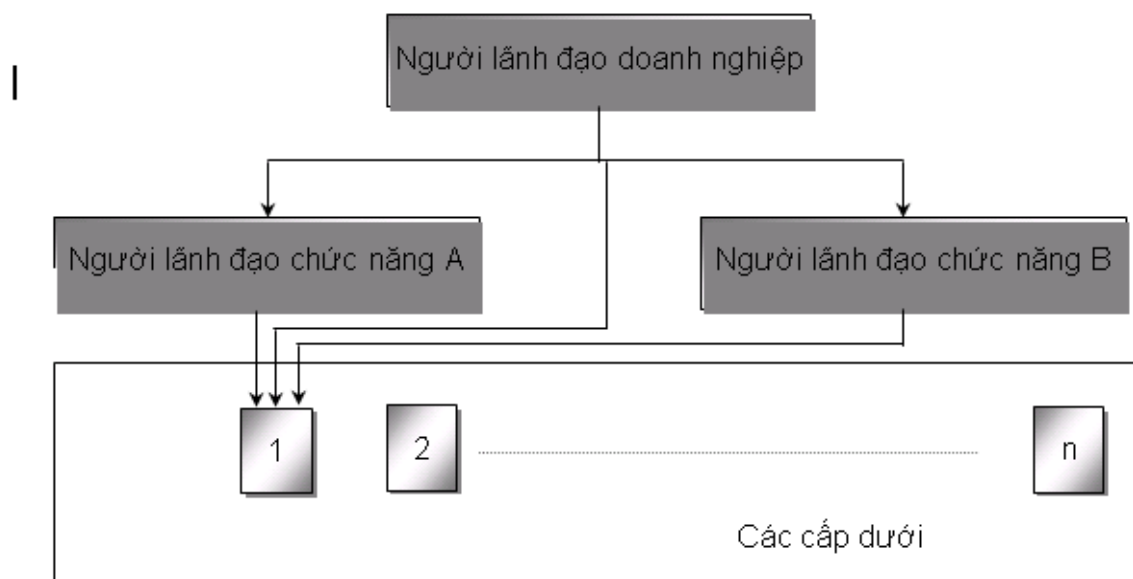 Người lãnh đạo doanh nghiệp
Người lãnh đạo chức năng A
Người lãnh đạo chức năng B
1
2
n
Các cấp dưới